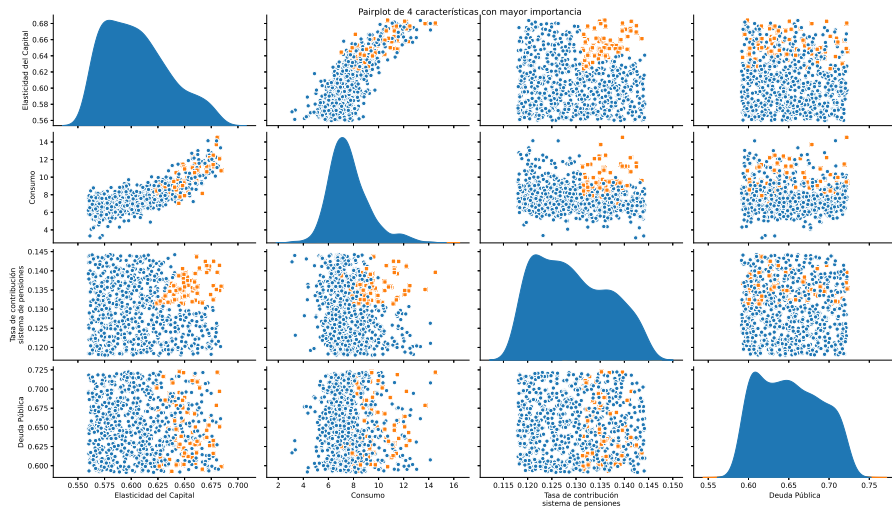 Pairplot de 4 características con mayor importancia
Elasticidad del Capital
0.68
0.66
0.64
0.62
0.60
0.58
0.56
Consumo
14
12
10
8
6
4
Tasa de contribución
sistema de pensiones
0.145
0.140
0.135
0.130
0.125
0.120
Deuda Pública
0.725
0.700
0.675
0.650
0.625
0.600
0.550 0.575 0.600 0.625 0.650 0.675 0.700
Elasticidad del Capital
2 4 6 8 10 12 14 16
Consumo
0.115 0.120 0.125 0.130 0.135 0.140 0.145 0.150
Tasa de contribución
sistema de pensiones
0.55 0.60 0.65 0.70 0.75
Deuda Pública